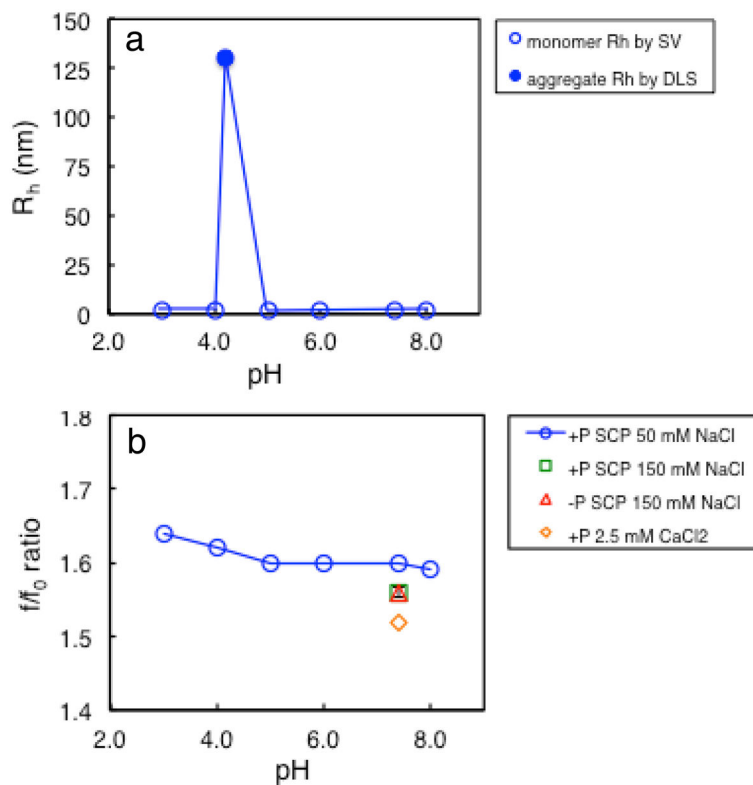 a
150
125
100
75
50
25
0
R_h (nm)
2.0 4.0 6.0 8.0
pH
monomer Rh by SV
aggregate Rh by DLS
b
1.8
1.7
1.6
1.5
1.4
f/f_0 ratio
2.0 4.0 6.0 8.0
pH
+P SCP 50 mM NaCl
+P SCP 150 mM NaCl
-P SCP 150 mM NaCl
+P 2.5 mM CaCl2